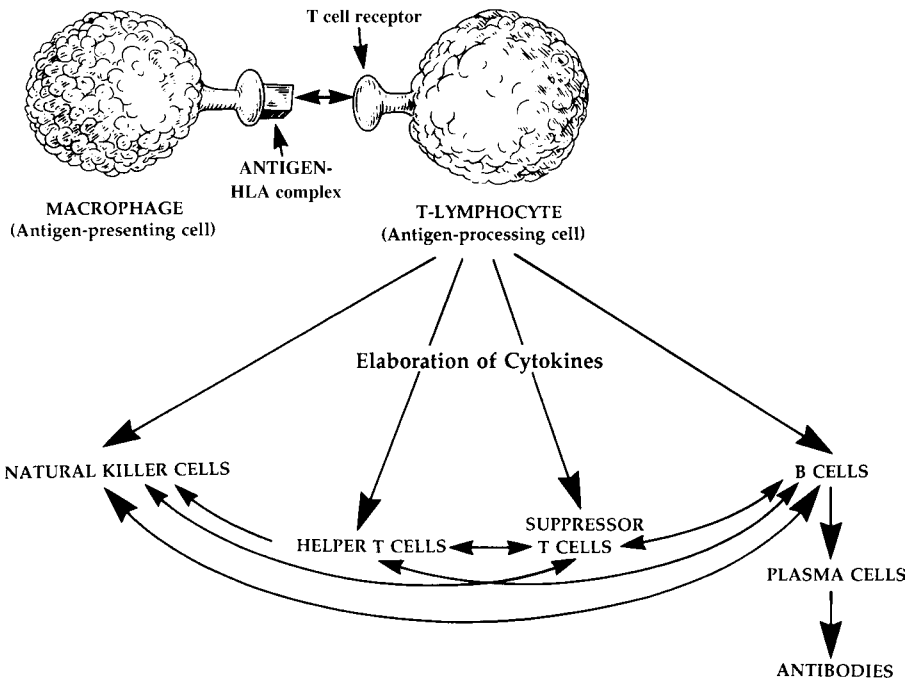 T cell receptor
ANTIGEN-
HLA complex
MACROPHAGE
(Antigen-presenting cell)
T-LYMPHOCYTE
(Antigen-processing cell)
Elaboration of Cytokines
NATURAL KILLER CELLS
B CELLS
HELPER T CELLS
SUPPRESSOR
T CELLS
PLASMA CELLS
ANTIBODIES